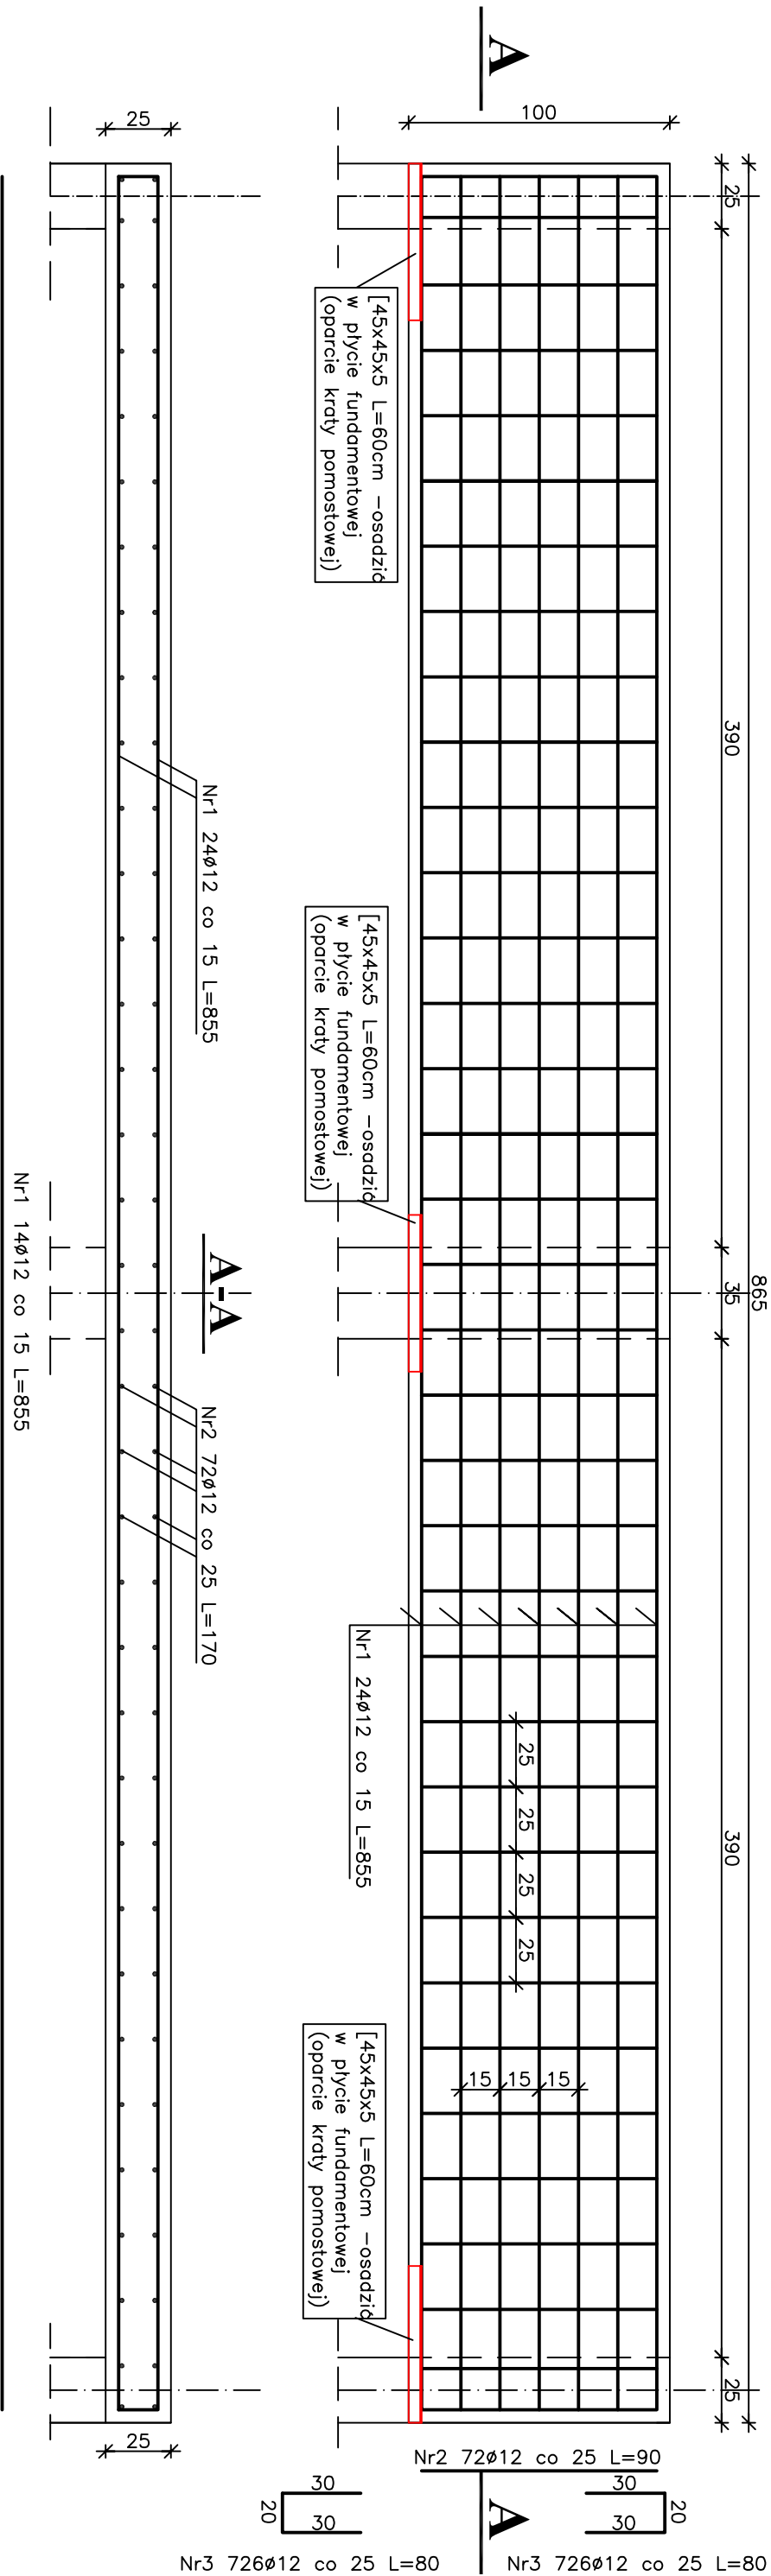 A
100
25
25
390
865
35
390
25
[45x45x5 L=60cm –osadzić
w płycie fundamentowej
(oparcie kraty pomostowej)
[45x45x5 L=60cm –osadzić
w płycie fundamentowej
(oparcie kraty pomostowej)
[45x45x5 L=60cm –osadzić
w płycie fundamentowej
(oparcie kraty pomostowej)
Nr1 24ø12 co 15 L=855
25
25
25
25
15
15
15
Nr2 72ø12 co 25 L=90
A
A-A
Nr1 24ø12 co 15 L=855
Nr2 72ø12 co 25 L=170
25
Nr1 14ø12 co 15 L=855
30
20
30
Nr3 726ø12 co 25 L=80
30
20
30
Nr3 726ø12 co 25 L=80